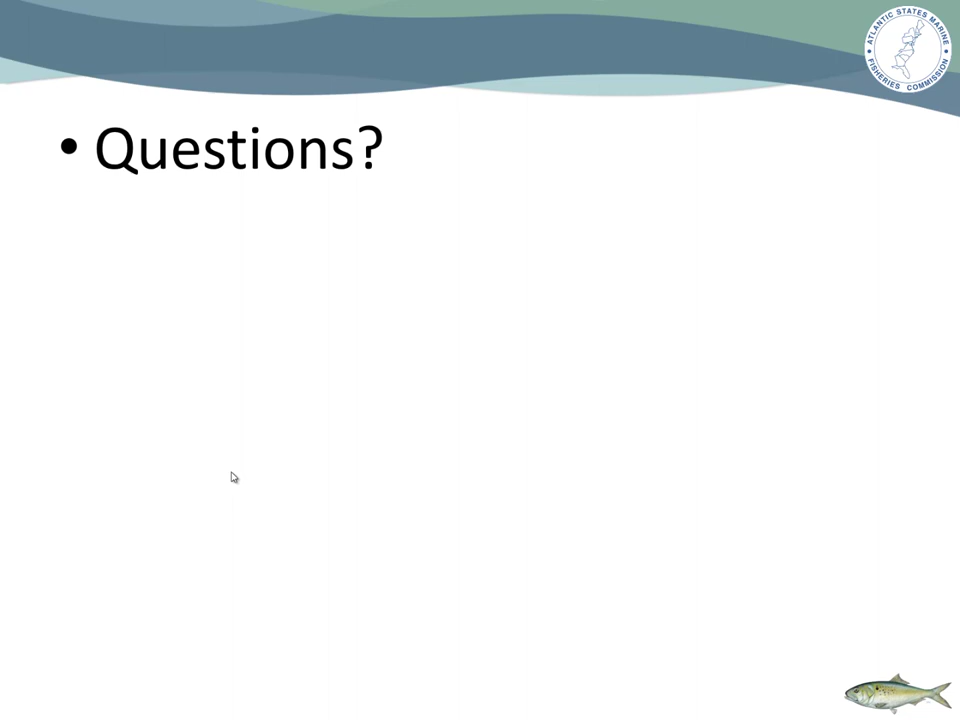 ATLANTIC STATES MARINE
FISHERIES COMMISSION
• Questions?